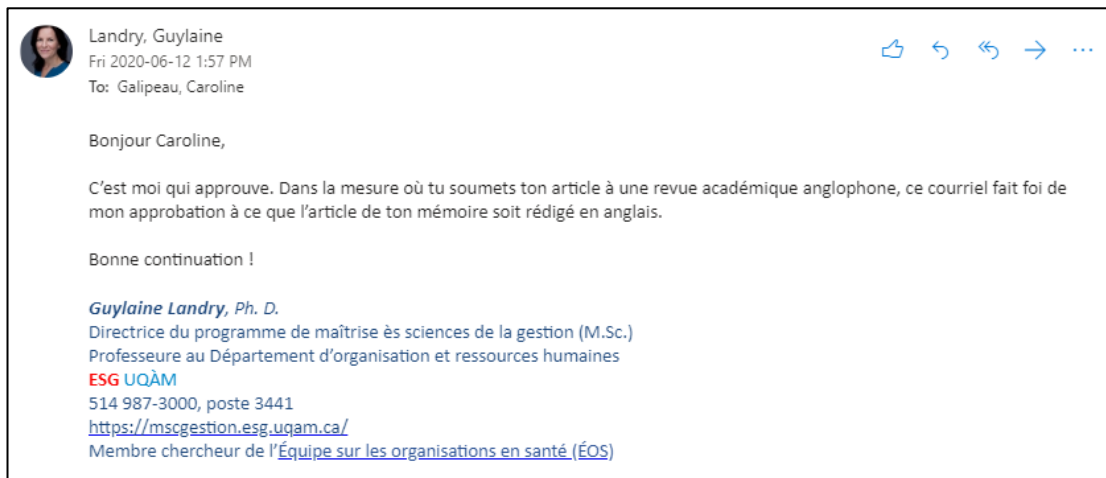 Landry, Guylaine
Fri 2020-06-12 1:57 PM
To: Galipeau, Caroline
Bonjour Caroline,
C’est moi qui approuve. Dans la mesure où tu soumets ton article à une revue académique anglophone, ce courriel fait foi de
mon approbation à ce que l’article de ton mémoire soit rédigé en anglais.
Bonne continuation !
Guylaine Landry, Ph. D.
Directrice du programme de maîtrise ès sciences de la gestion (M.Sc.)
Professeure au Département d’organisation et ressources humaines
ESG UQÀM
514 987-3000, poste 3441
https://mscgestion.esg.uqam.ca/
Membre chercheur de l’Équipe sur les organisations en santé (ÉOS)